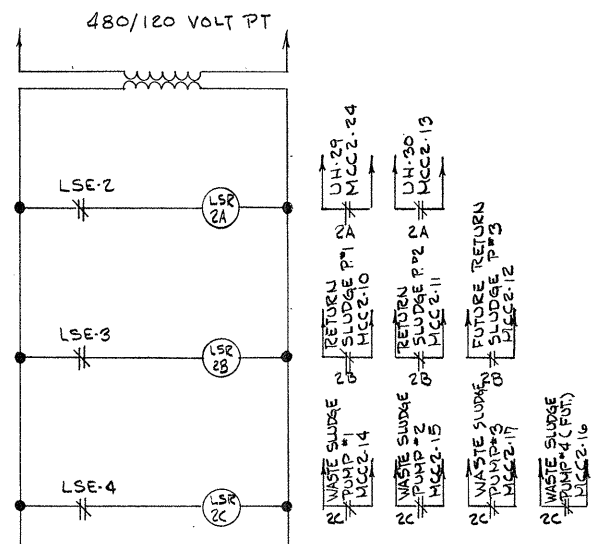 480/120 VOLT PT
LSE-2
LSR
2A
UH-29
MCC2-24
2A
UH-30
MCC2-13
2A
LSE-3
LSR
2B
RETURN
SLUDGE P.#1
MCC2-10
2B
RETURN
SLUDGE P.#2
MCC2-11
2B
FUTURE RETURN
SLUDGE P#3
MCC2-12
2B
LSE-4
LSR
2C
WASTE SLUDGE
PUMP #1
MCC2-14
2C
WASTE SLUDGE
PUMP #2
MCC2-15
2C
WASTE SLUDGE
PUMP#3
MCC2-17
2C
WASTE SLUDGE
PUMP#4 (FUT.)
MCC2-16
2C